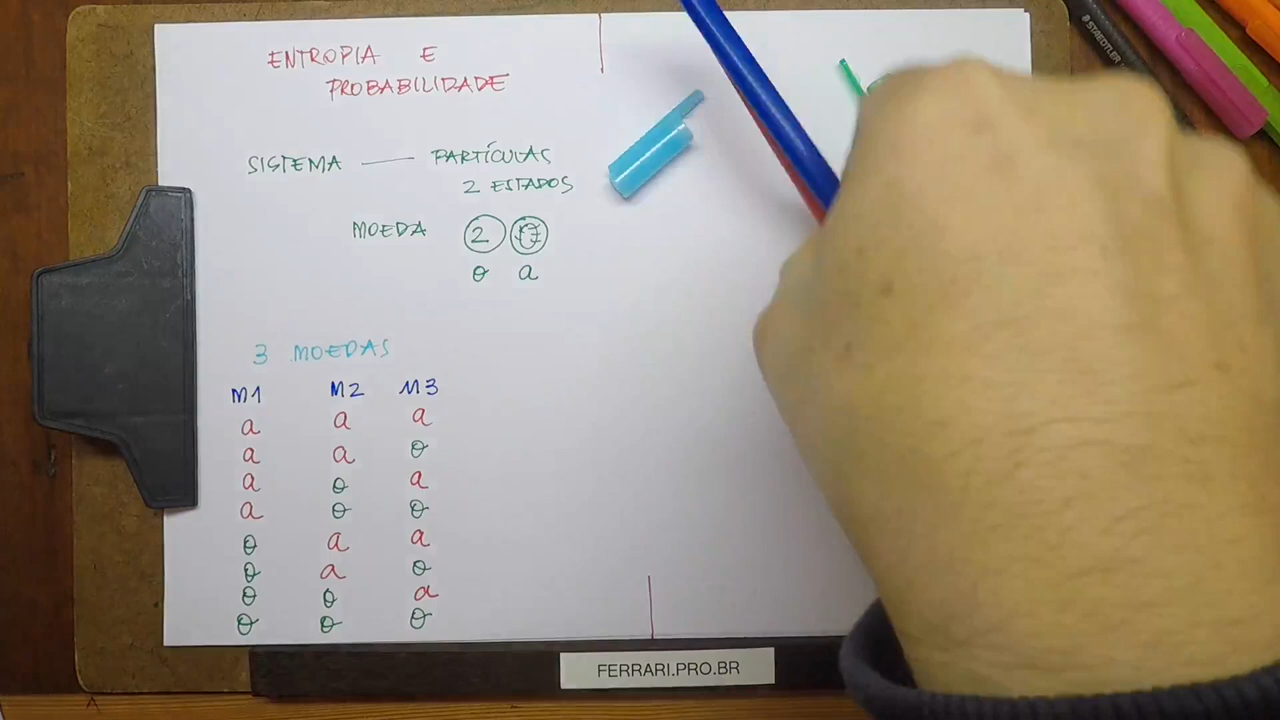 ENTROPIA E
PROBABILIDADE
SISTEMA — PARTÍCULAS
2 ESTADOS
MOEDA 2
o a
3 MOEDAS
M1 M2 M3
a a a
a a o
a o a
a o o
o a a
o a o
o o a
o o o
FERRARI.PRO.BR
STAEDTLER